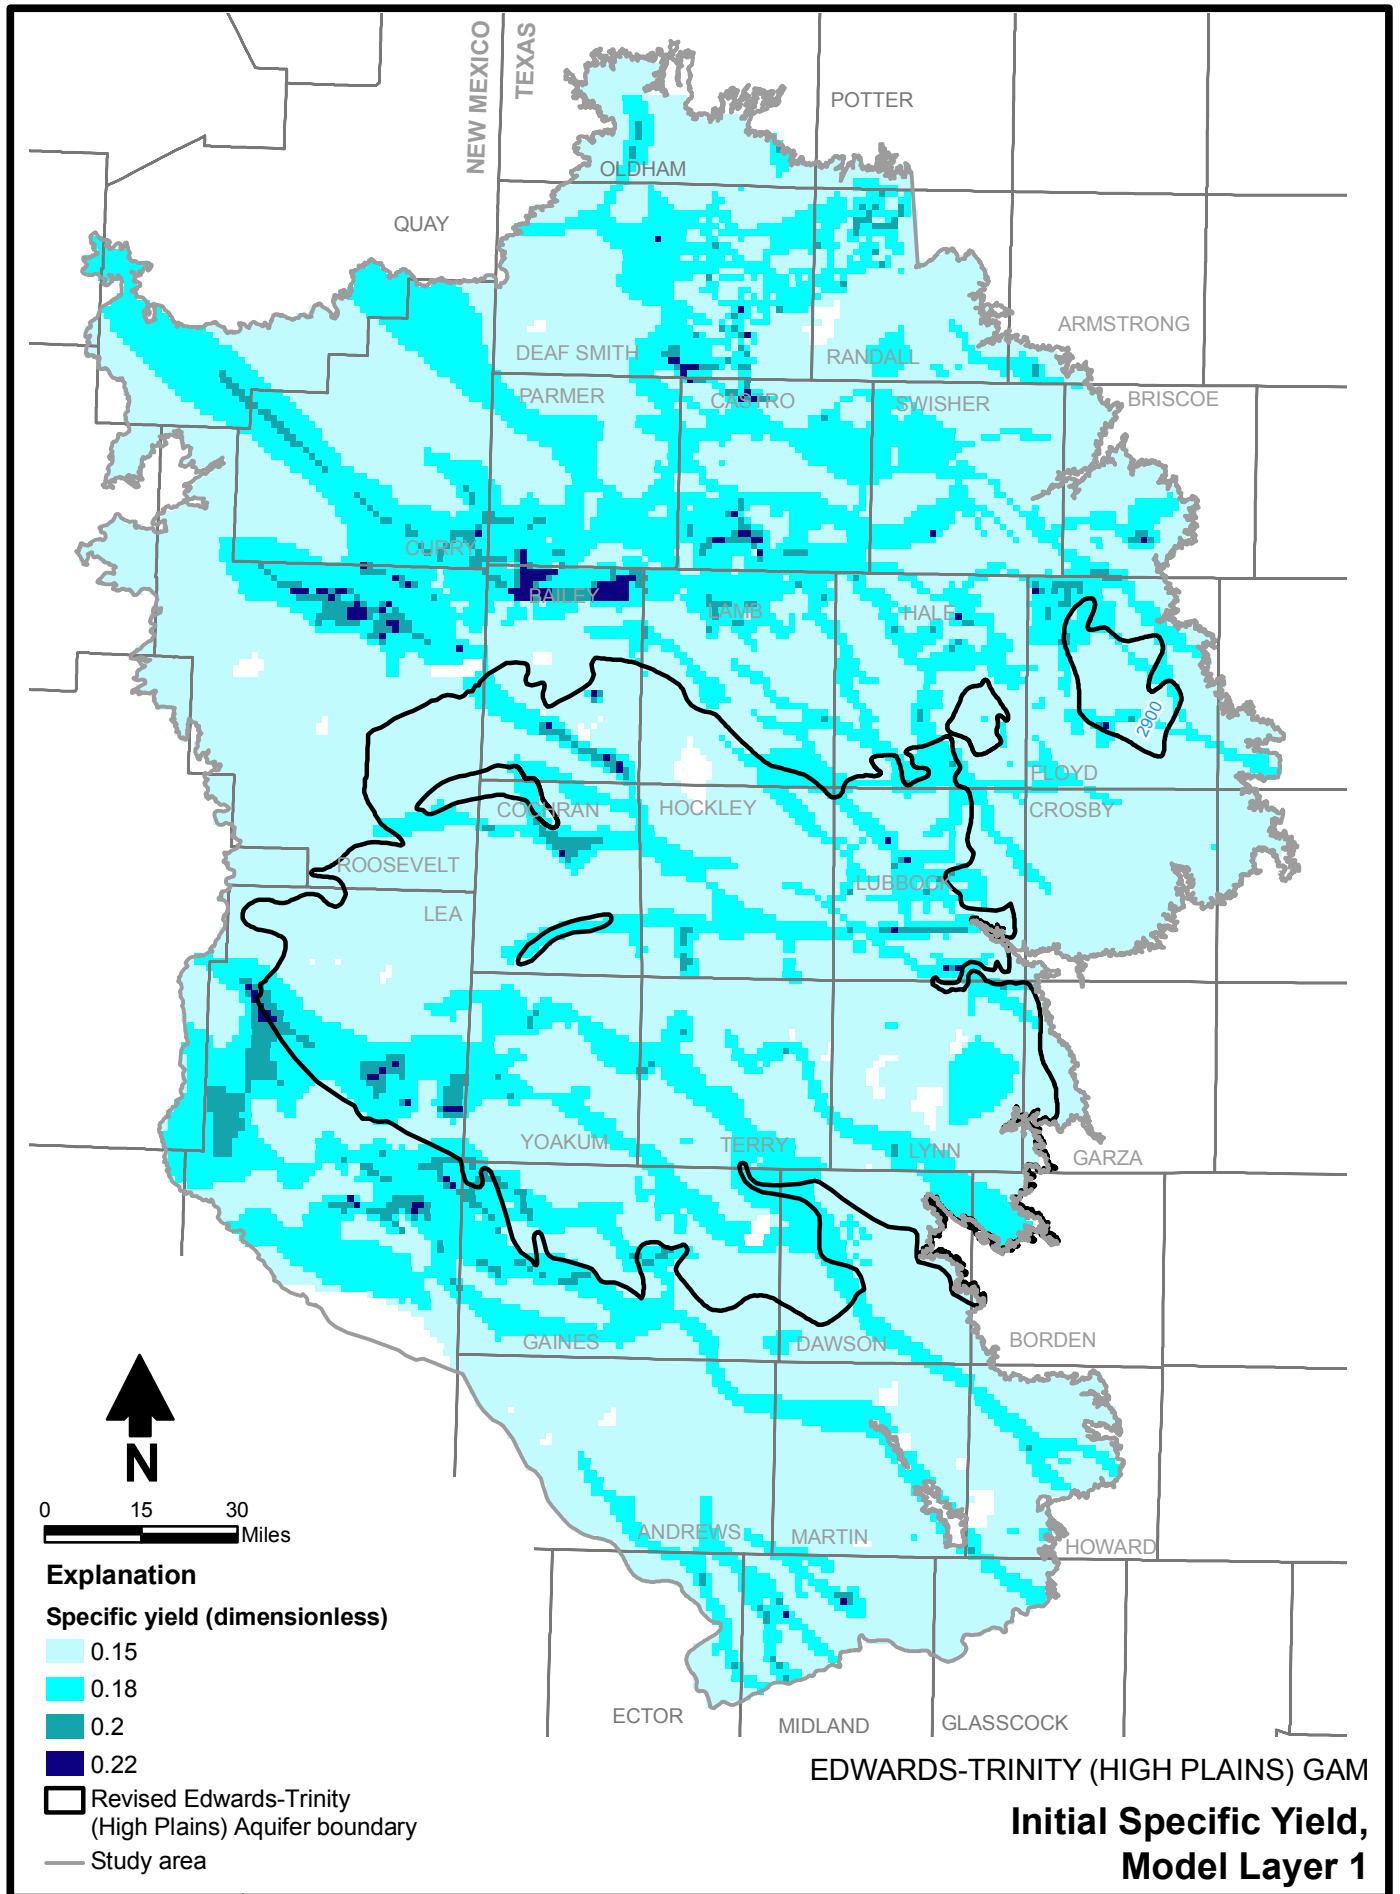 NEW MEXICO
TEXAS
POTTER
OLDHAM
QUAY
ARMSTRONG
DEAF SMITH
RANDALL
PARMER
CASTRO
SWISHER
BRISCOE
CURRY
BAILEY
LAMB
HALE
2900
FLOYD
COCHRAN
HOCKLEY
CROSBY
ROOSEVELT
LUBBOCK
LEA
YOAKUM
TERRY
LYNN
GARZA
GAINES
DAWSON
BORDEN
N
0 15 30
Miles
ANDREWS
MARTIN
HOWARD
Explanation
Specific yield (dimensionless)
0.15
0.18
0.2
0.22
Revised Edwards-Trinity
(High Plains) Aquifer boundary
Study area
ECTOR
MIDLAND
GLASSCOCK
EDWARDS-TRINITY (HIGH PLAINS) GAM
Initial Specific Yield,
Model Layer 1